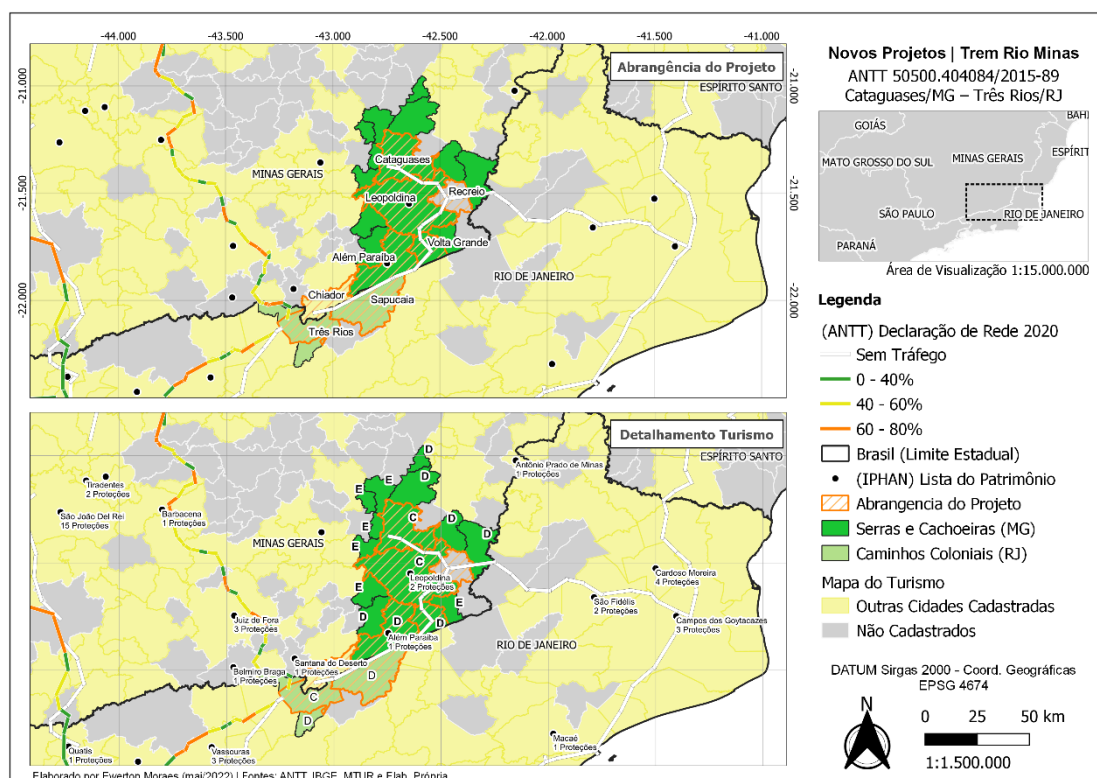 -44.000 -43.500 -43.000 -42.500 -42.000 -41.500 -41.000
-21.000 -21.500 -22.000
Abrangência do Projeto
ESPÍRITO SANTO
-21.000 -21.500 -22.000
MINAS GERAIS
Cataguases
Recreio
Leopoldina
Volta Grande
Além Paraíba
RIO DE JANEIRO
Chiador
Sapucaia
Três Rios
Detalhamento Turismo
ESPÍRITO SANTO
D
Antônio Prado de Minas
1 Proteções
Tiradentes
2 Proteções
E E D
São João Del Rei
15 Proteções
Barbacena
1 Proteções
C D
E D
MINAS GERAIS
E C
Leopoldina
2 Proteções
Cardoso Moreira
4 Proteções
E E
São Fidélis
2 Proteções
Juiz de Fora
3 Proteções
D D D
Campos dos Goytacazes
3 Proteções
Além Paraíba
1 Proteções
RIO DE JANEIRO
Santana do Deserto
1 Proteções
Belmiro Braga
1 Proteções
D
C
D
Macaé
1 Proteções
Quatis
1 Proteções
Vassouras
3 Proteções
Elaborado por Everton Moraes (mai/2022) | Fontes: ANTT, IBGE, MTUR e Elab. Própria
Novos Projetos | Trem Rio Minas
ANTT 50500.404084/2015-89
Cataguases/MG – Três Rios/RJ
GOIÁS
BAHI
MATO GROSSO DO SUL
MINAS GERAIS
ESPÍRIT
SÃO PAULO
RIO DE JANEIRO
PARANÁ
Área de Visualização 1:15.000.000
Legenda
(ANTT) Declaração de Rede 2020
Sem Tráfego
0 - 40%
40 - 60%
60 - 80%
Brasil (Limite Estadual)
(IPHAN) Lista do Patrimônio
Abrangencia do Projeto
Serras e Cachoeiras (MG)
Caminhos Coloniais (RJ)
Mapa do Turismo
Outras Cidades Cadastradas
Não Cadastrados
DATUM Sirgas 2000 - Coord. Geográficas
EPSG 4674
N
0 25 50 km
1:1.500.000